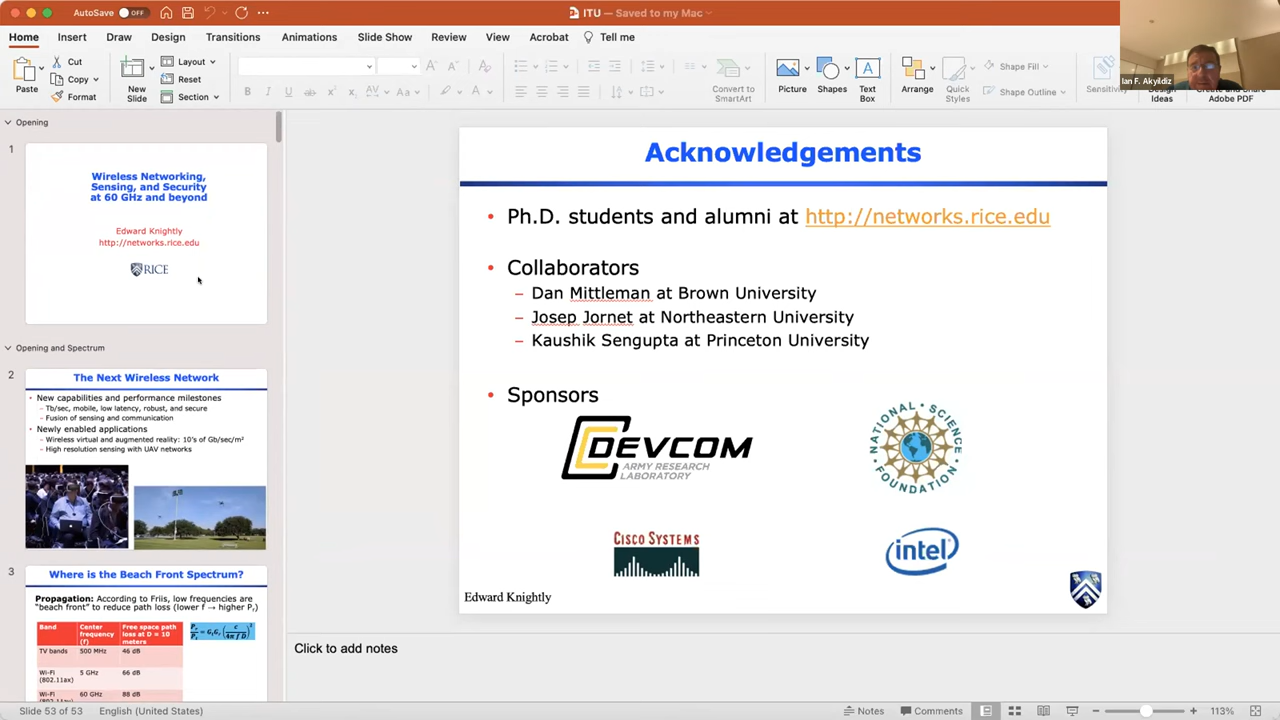 AutoSave OFF
ITU — Saved to my Mac
Home Insert Draw Design Transitions Animations Slide Show Review View Acrobat Tell me
Paste
Cut
Copy
Format
New Slide
Layout
Reset
Section
Convert to SmartArt
Picture
Shapes
Text Box
Arrange
Quick Styles
Shape Fill
Shape Outline
Design Ideas
Adobe PDF
Ian F. Akyildiz
Opening
1
Wireless Networking,
Sensing, and Security
at 60 GHz and beyond
Edward Knightly
http://networks.rice.edu
RICE
Opening and Spectrum
2
The Next Wireless Network
• New capabilities and performance milestones
– Tb/sec, mobile, low latency, robust, and secure
– Fusion of sensing and communication
• Newly enabled applications
– Wireless virtual and augmented reality: 10's of Gb/sec/m²
– High resolution sensing with UAV networks
3
Where is the Beach Front Spectrum?
Propagation: According to Friis, low frequencies are
"beach front" to reduce path loss (lower f → higher Pr)
Band Center frequency (f) Free space path loss at D = 10 meters
TV bands 500 MHz 46 dB
Wi-Fi (802.11ax) 5 GHz 66 dB
Wi-Fi 60 GHz 88 dB
Acknowledgements
• Ph.D. students and alumni at http://networks.rice.edu
• Collaborators
– Dan Mittleman at Brown University
– Josep Jornet at Northeastern University
– Kaushik Sengupta at Princeton University
• Sponsors
DEVCOM
ARMY RESEARCH
LABORATORY
NATIONAL SCIENCE FOUNDATION
CISCO SYSTEMS
intel
Edward Knightly
Click to add notes
Slide 53 of 53 English (United States) Notes Comments 113%